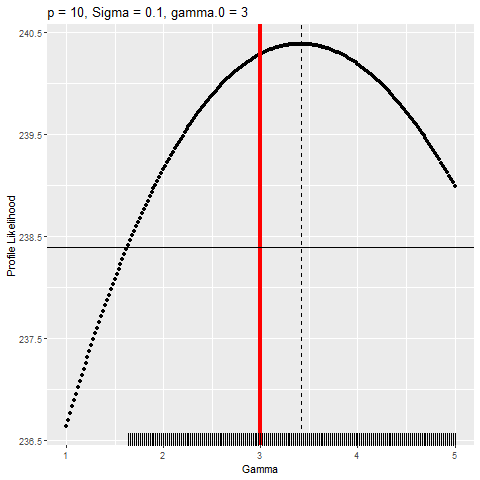 p = 10, Sigma = 0.1, gamma.0 = 3
240.5
239.5
238.5
237.5
236.5
Profile Likelihood
1 2 3 4 5
Gamma